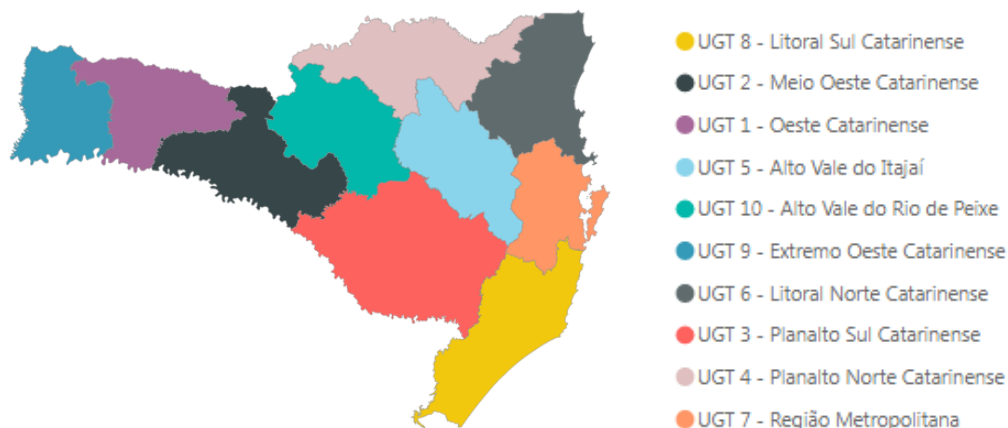 UGT 8 - Litoral Sul Catarinense
UGT 2 - Meio Oeste Catarinense
UGT 1 - Oeste Catarinense
UGT 5 - Alto Vale do Itajaí
UGT 10 - Alto Vale do Rio de Peixe
UGT 9 - Extremo Oeste Catarinense
UGT 6 - Litoral Norte Catarinense
UGT 3 - Planalto Sul Catarinense
UGT 4 - Planalto Norte Catarinense
UGT 7 - Região Metropolitana